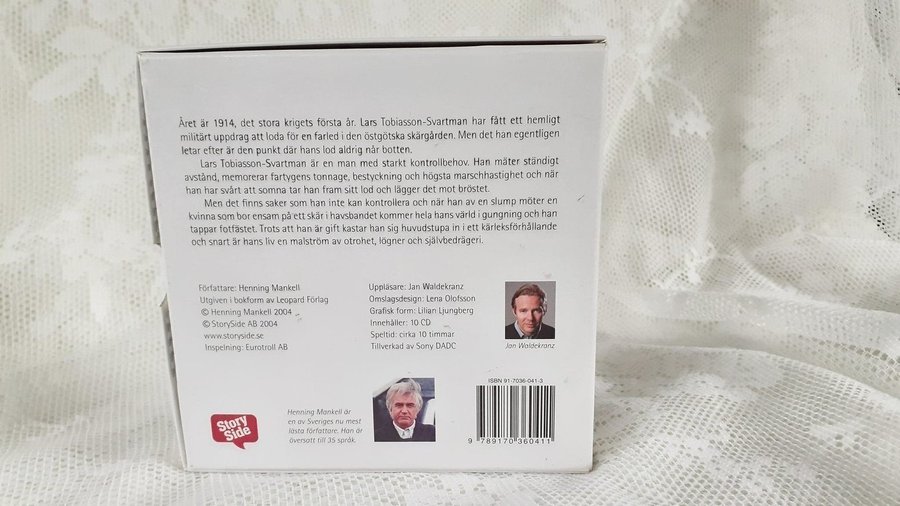 Året är 1914, det stora krigets första år. Lars Tobiasson-Svartman har fått ett hemligt
militärt uppdrag att loda för en farled i den östgötska skärgården. Men det han egentligen
letar efter är den punkt där hans lod aldrig når botten.
Lars Tobiasson-Svartman är en man med starkt kontrollbehov. Han mäter ständigt
avstånd, memorerar fartygens tonnage, bestyckning och högsta marschhastighet och när
han har svårt att somna tar han fram sitt lod och lägger det mot bröstet.
Men det finns saker som han inte kan kontrollera och när han av en slump möter en
kvinna som bor ensam på ett skär i havsbandet kommer hela hans värld i gungning och han
tappar fotfästet. Trots att han är gift kastar han sig huvudstupa in i ett kärleksförhållande
och snart är hans liv en malström av otrohet, lögner och självbedrägeri.
Författare: Henning Mankell
Utgiven i bokform av Leopard Förlag
© Henning Mankell 2004
© StorySide AB 2004
www.storyside.se
Inspelning: Eurotroll AB
Uppläsare: Jan Waldekranz
Omslagsdesign: Lena Olofsson
Grafisk form: Lilian Ljungberg
Innehåller: 10 CD
Speltid: cirka 10 timmar
Tillverkad av Sony DADC
Jan Waldekranz
Story
Side
Henning Mankell är
en av Sveriges nu mest
lästa författare. Han är
översatt till 35 språk.
ISBN 91-7036-041-3
9 789170 360411